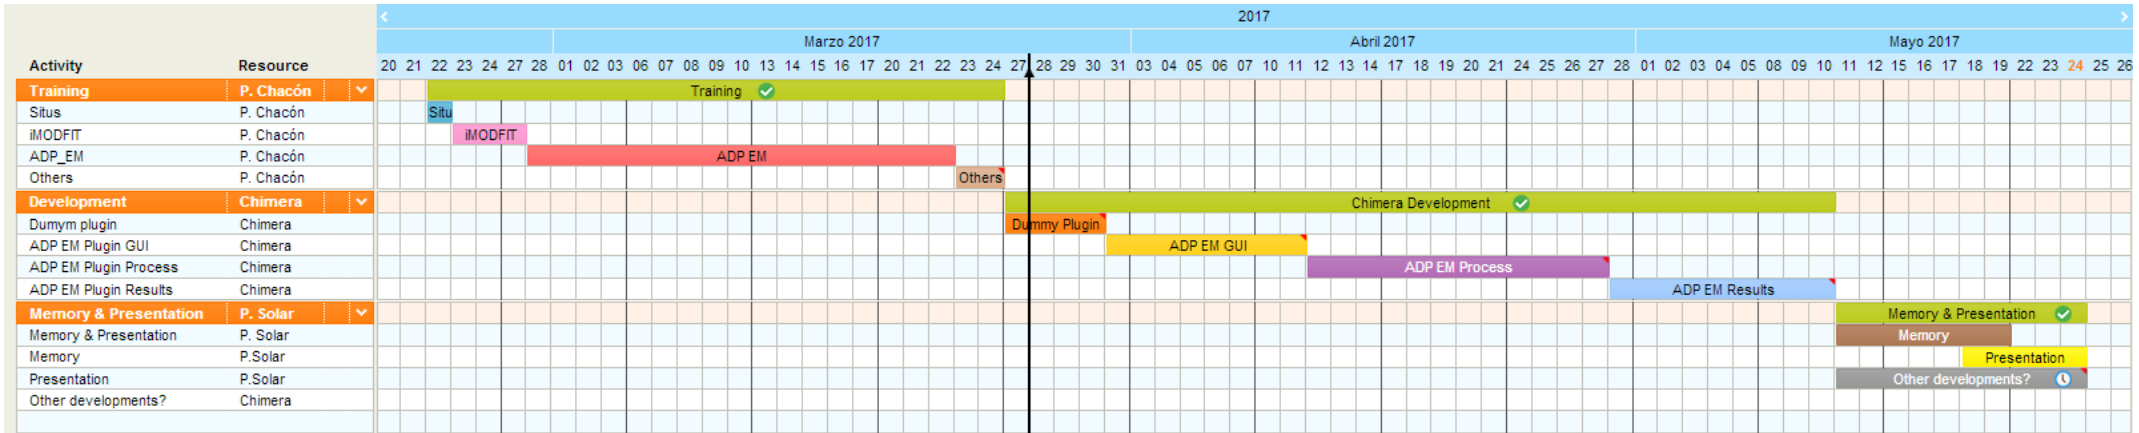 2017
Marzo 2017 Abril 2017 Mayo 2017
Activity Resource 20 21 22 23 24 27 28 01 02 03 06 07 08 09 10 13 14 15 16 17 20 21 22 23 24 27 28 29 30 31 03 04 05 06 07 10 11 12 13 14 17 18 19 20 21 24 25 26 27 28 01 02 03 04 05 08 09 10 11 12 15 16 17 18 19 22 23 24 25 26
Training P. Chacón Training
Situs P. Chacón Situ
iMODFIT P. Chacón iMODFIT
ADP_EM P. Chacón ADP EM
Others P. Chacón Others
Development Chimera Chimera Development
Dumym plugin Chimera Dummy Plugin
ADP EM Plugin GUI Chimera ADP EM GUI
ADP EM Plugin Process Chimera ADP EM Process
ADP EM Plugin Results Chimera ADP EM Results
Memory & Presentation P. Solar Memory & Presentation
Memory & Presentation P. Solar Memory
Memory P.Solar Presentation
Presentation P.Solar Other developments?
Other developments? Chimera